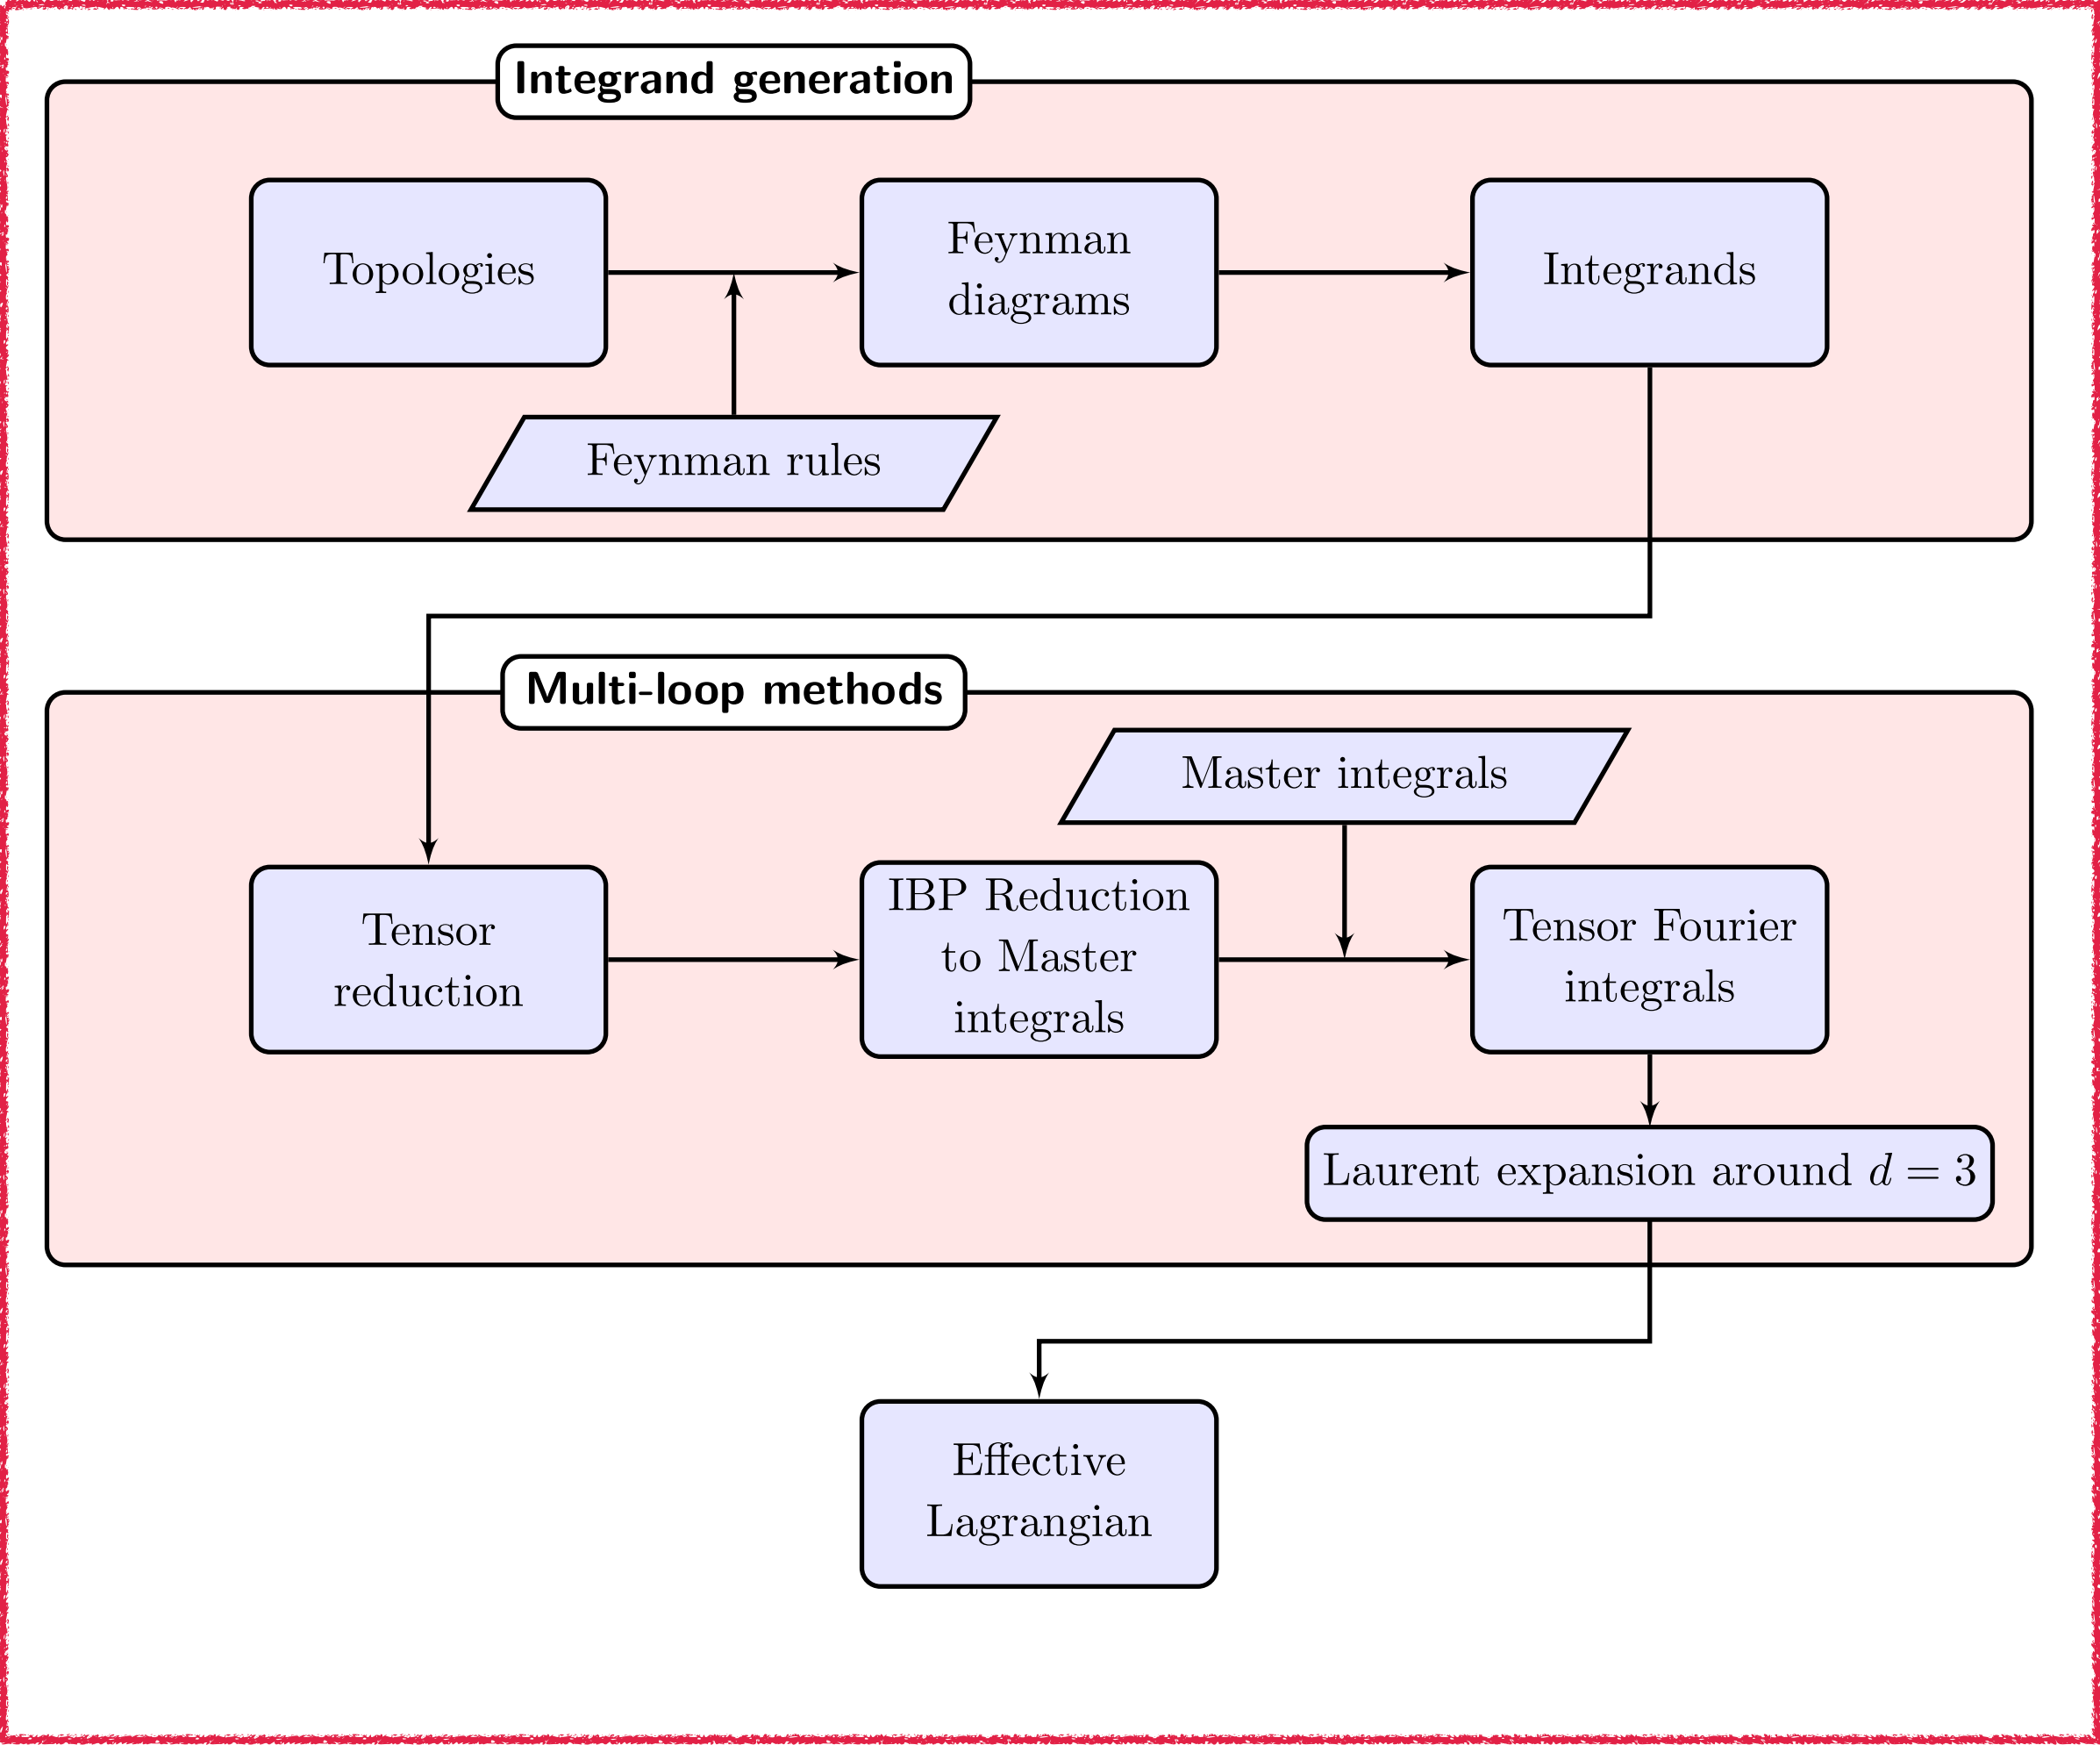 Integrand generation
Topologies
Feynman
diagrams
Integrands
Feynman rules
Multi-loop methods
Master integrals
Tensor
reduction
IBP Reduction
to Master
integrals
Tensor Fourier
integrals
Laurent expansion around d = 3
Effective
Lagrangian